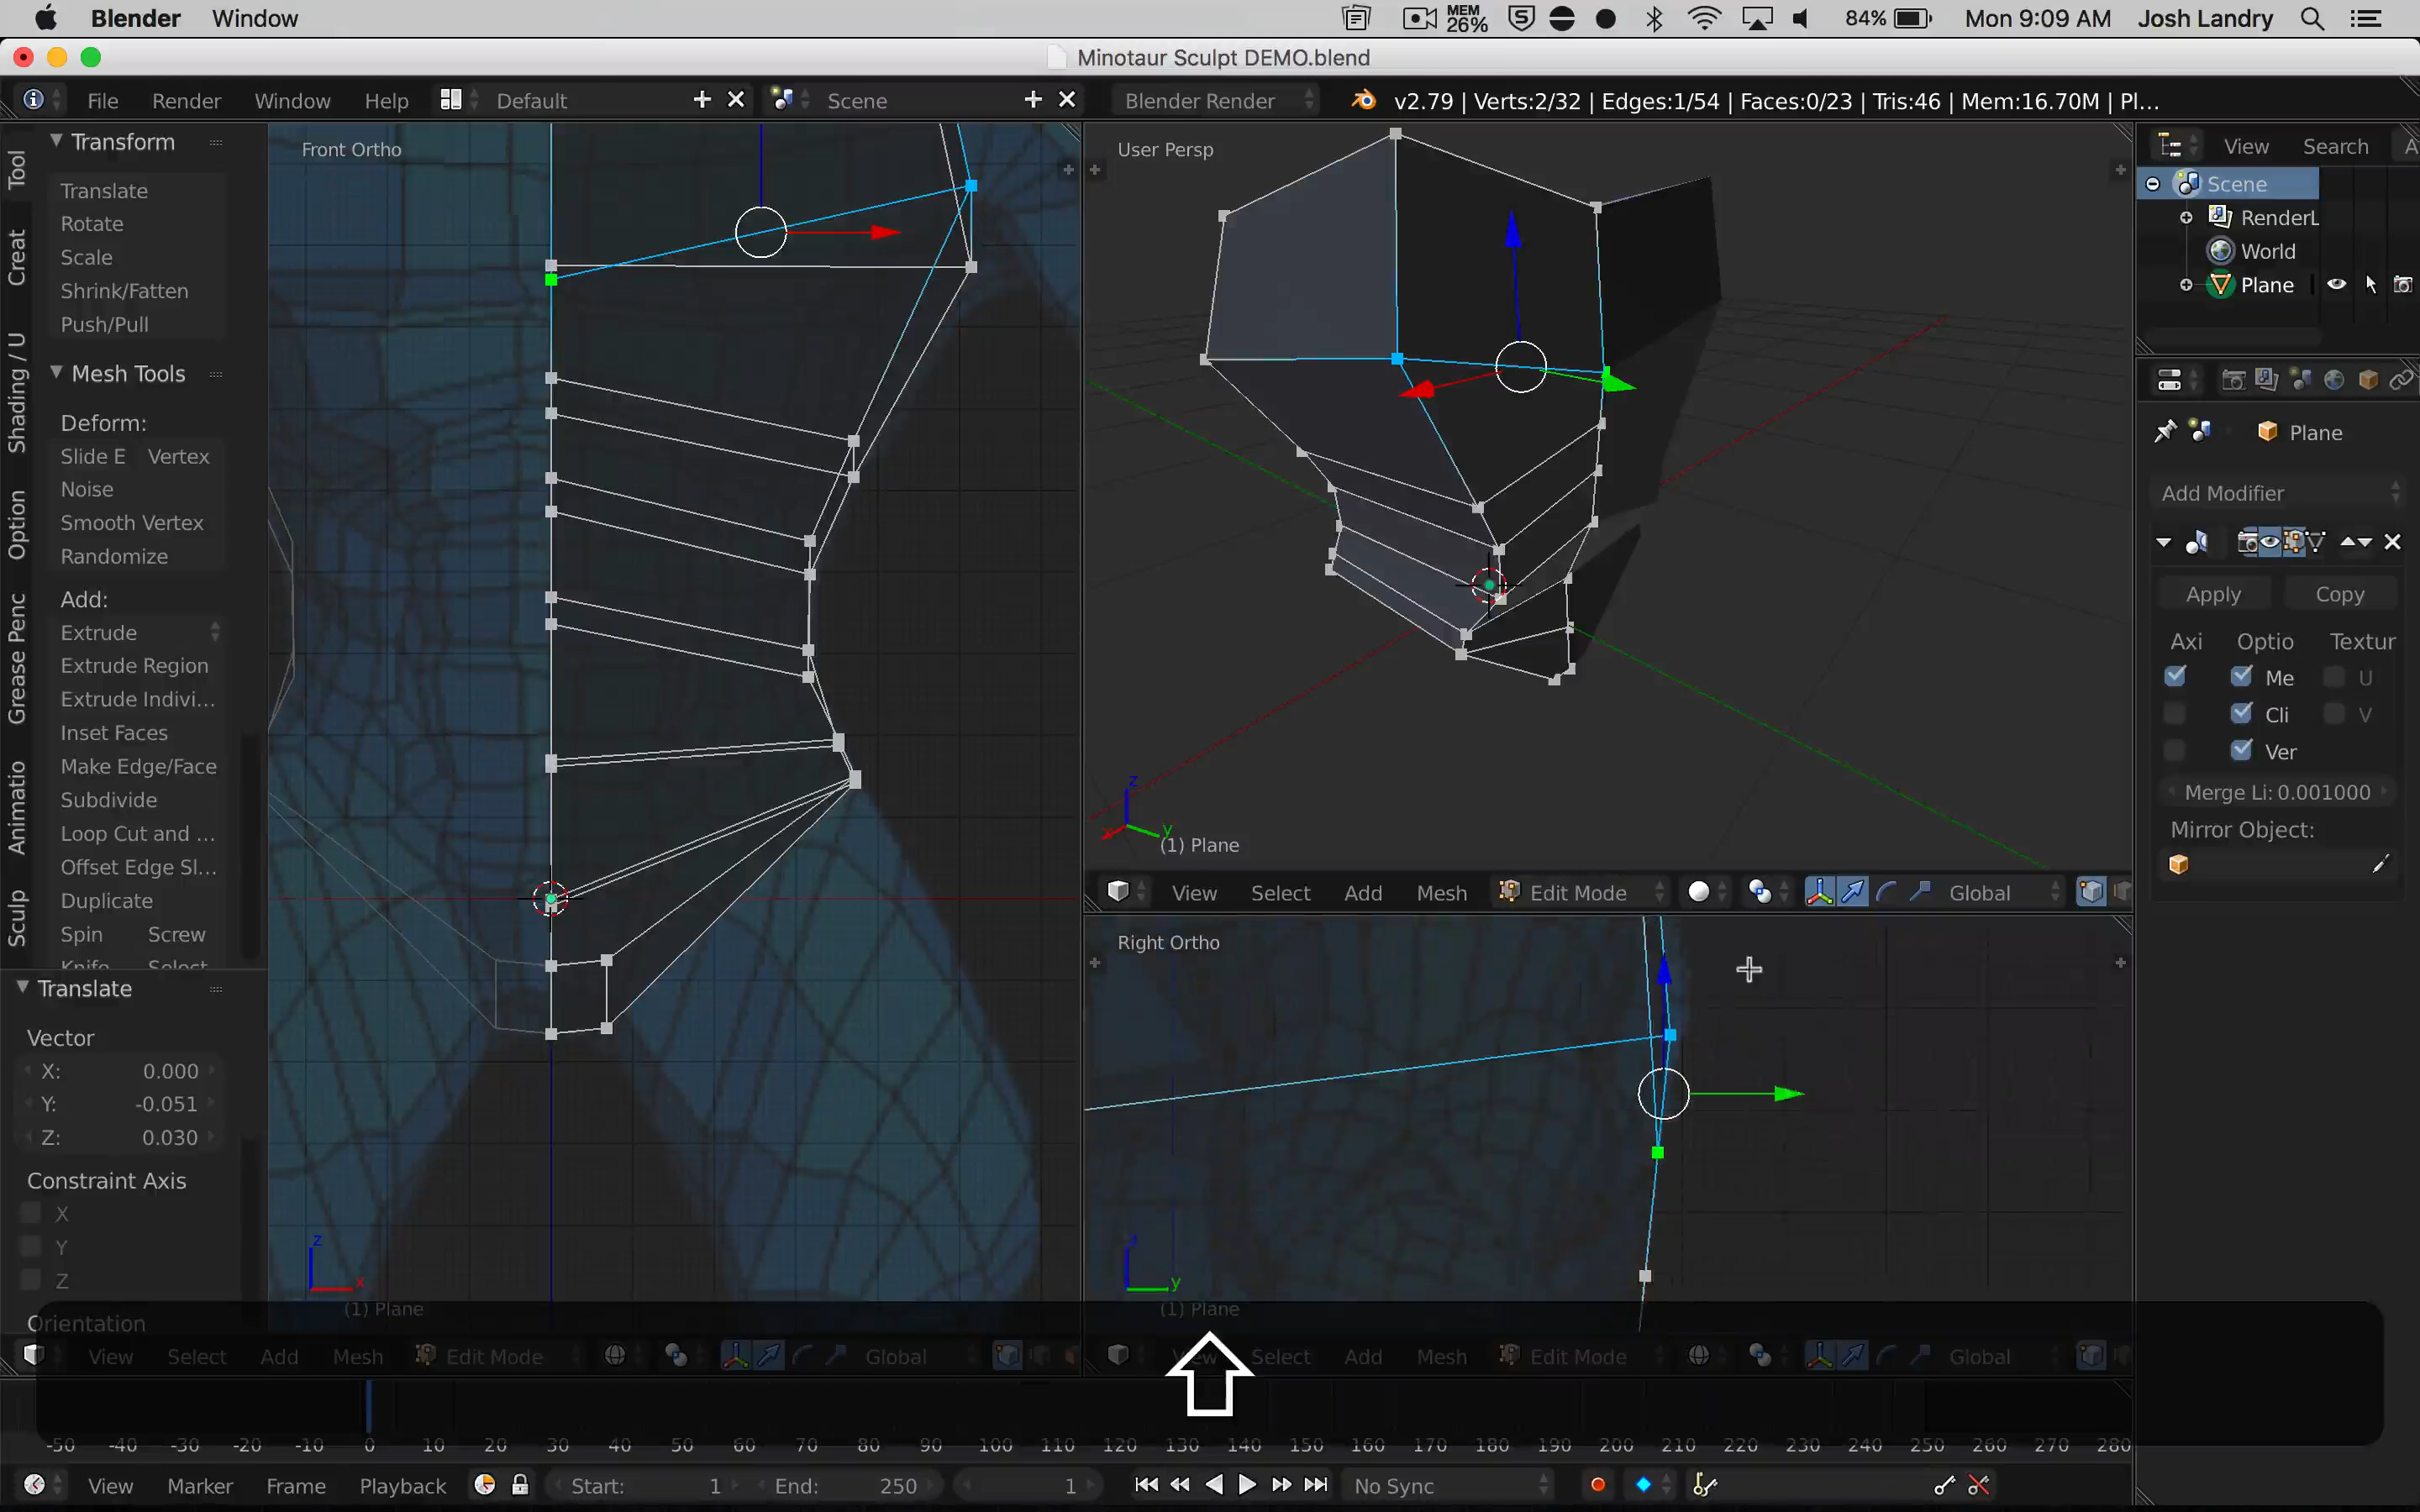 Blender Window MEM 26% 84% Mon 9:09 AM Josh Landry
Minotaur Sculpt DEMO.blend
File Render Window Help Default Scene Blender Render v2.79 | Verts:2/32 | Edges:1/54 | Faces:0/23 | Tris:46 | Mem:16.70M | Pl...
Tool
Creat
Shading / U
Option
Grease Penc
Animatio
Sculp
Transform
Translate
Rotate
Scale
Shrink/Fatten
Push/Pull
Mesh Tools
Deform:
Slide E Vertex
Noise
Smooth Vertex
Randomize
Add:
Extrude
Extrude Region
Extrude Indivi...
Inset Faces
Make Edge/Face
Subdivide
Loop Cut and ...
Offset Edge Sl...
Duplicate
Spin Screw
Knife Select
Translate
Vector
X: 0.000
Y: -0.051
Z: 0.030
Constraint Axis
X
Y
Z
Orientation
Front Ortho
z
x
(1) Plane
View Select Add Mesh Edit Mode Global
User Persp
z
x y
(1) Plane
View Select Add Mesh Edit Mode Global
Right Ortho
y
(1) Plane
View Select Add Mesh Edit Mode Global
View Search A
Scene
RenderL
World
Plane
Plane
Add Modifier
Apply Copy
Axi Optio Textur
Me U
Cli V
Ver
Merge Li: 0.001000
Mirror Object:
-50 -40 -30 -20 -10 0 10 20 30 40 50 60 70 80 90 100 110 120 130 140 150 160 170 180 190 200 210 220 230 240 250 260 270 280
View Marker Frame Playback Start: 1 End: 250 1 No Sync